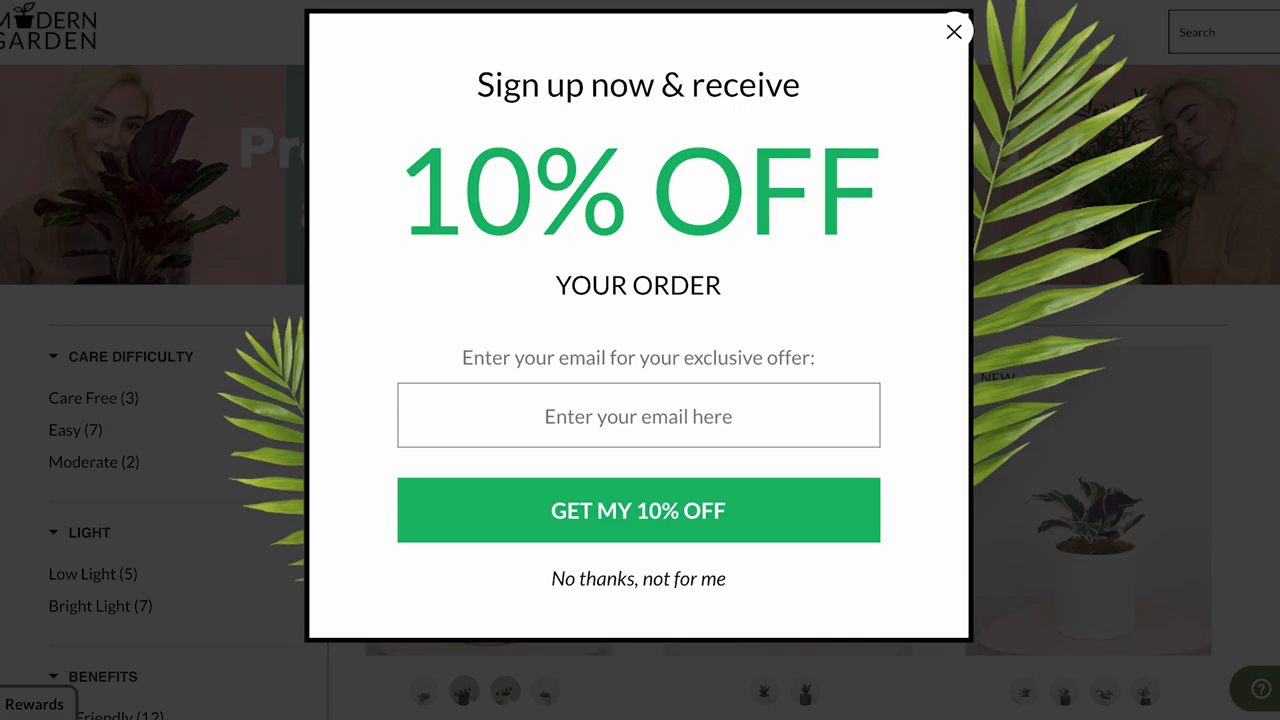 MODERN
GARDEN
Search
Sign up now & receive
10% OFF
YOUR ORDER
Enter your email for your exclusive offer:
Enter your email here
GET MY 10% OFF
No thanks, not for me
CARE DIFFICULTY
Care Free (3)
Easy (7)
Moderate (2)
LIGHT
Low Light (5)
Bright Light (7)
BENEFITS
Friendly (12)
Rewards
NEW